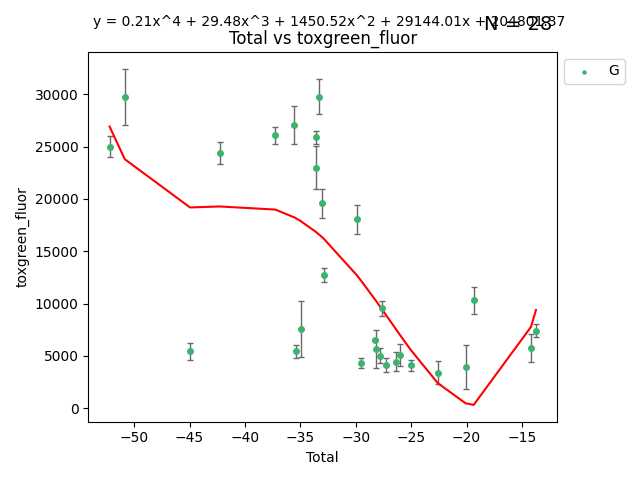 y = 0.21x^4 + 29.48x^3 + 1450.52x^2 + 29144.01x +
N = 28
Total vs toxgreen_fluor
G
toxgreen_fluor
30000
25000
20000
15000
10000
5000
0
−50
−45
−40
−35
−30
−25
−20
−15
Total